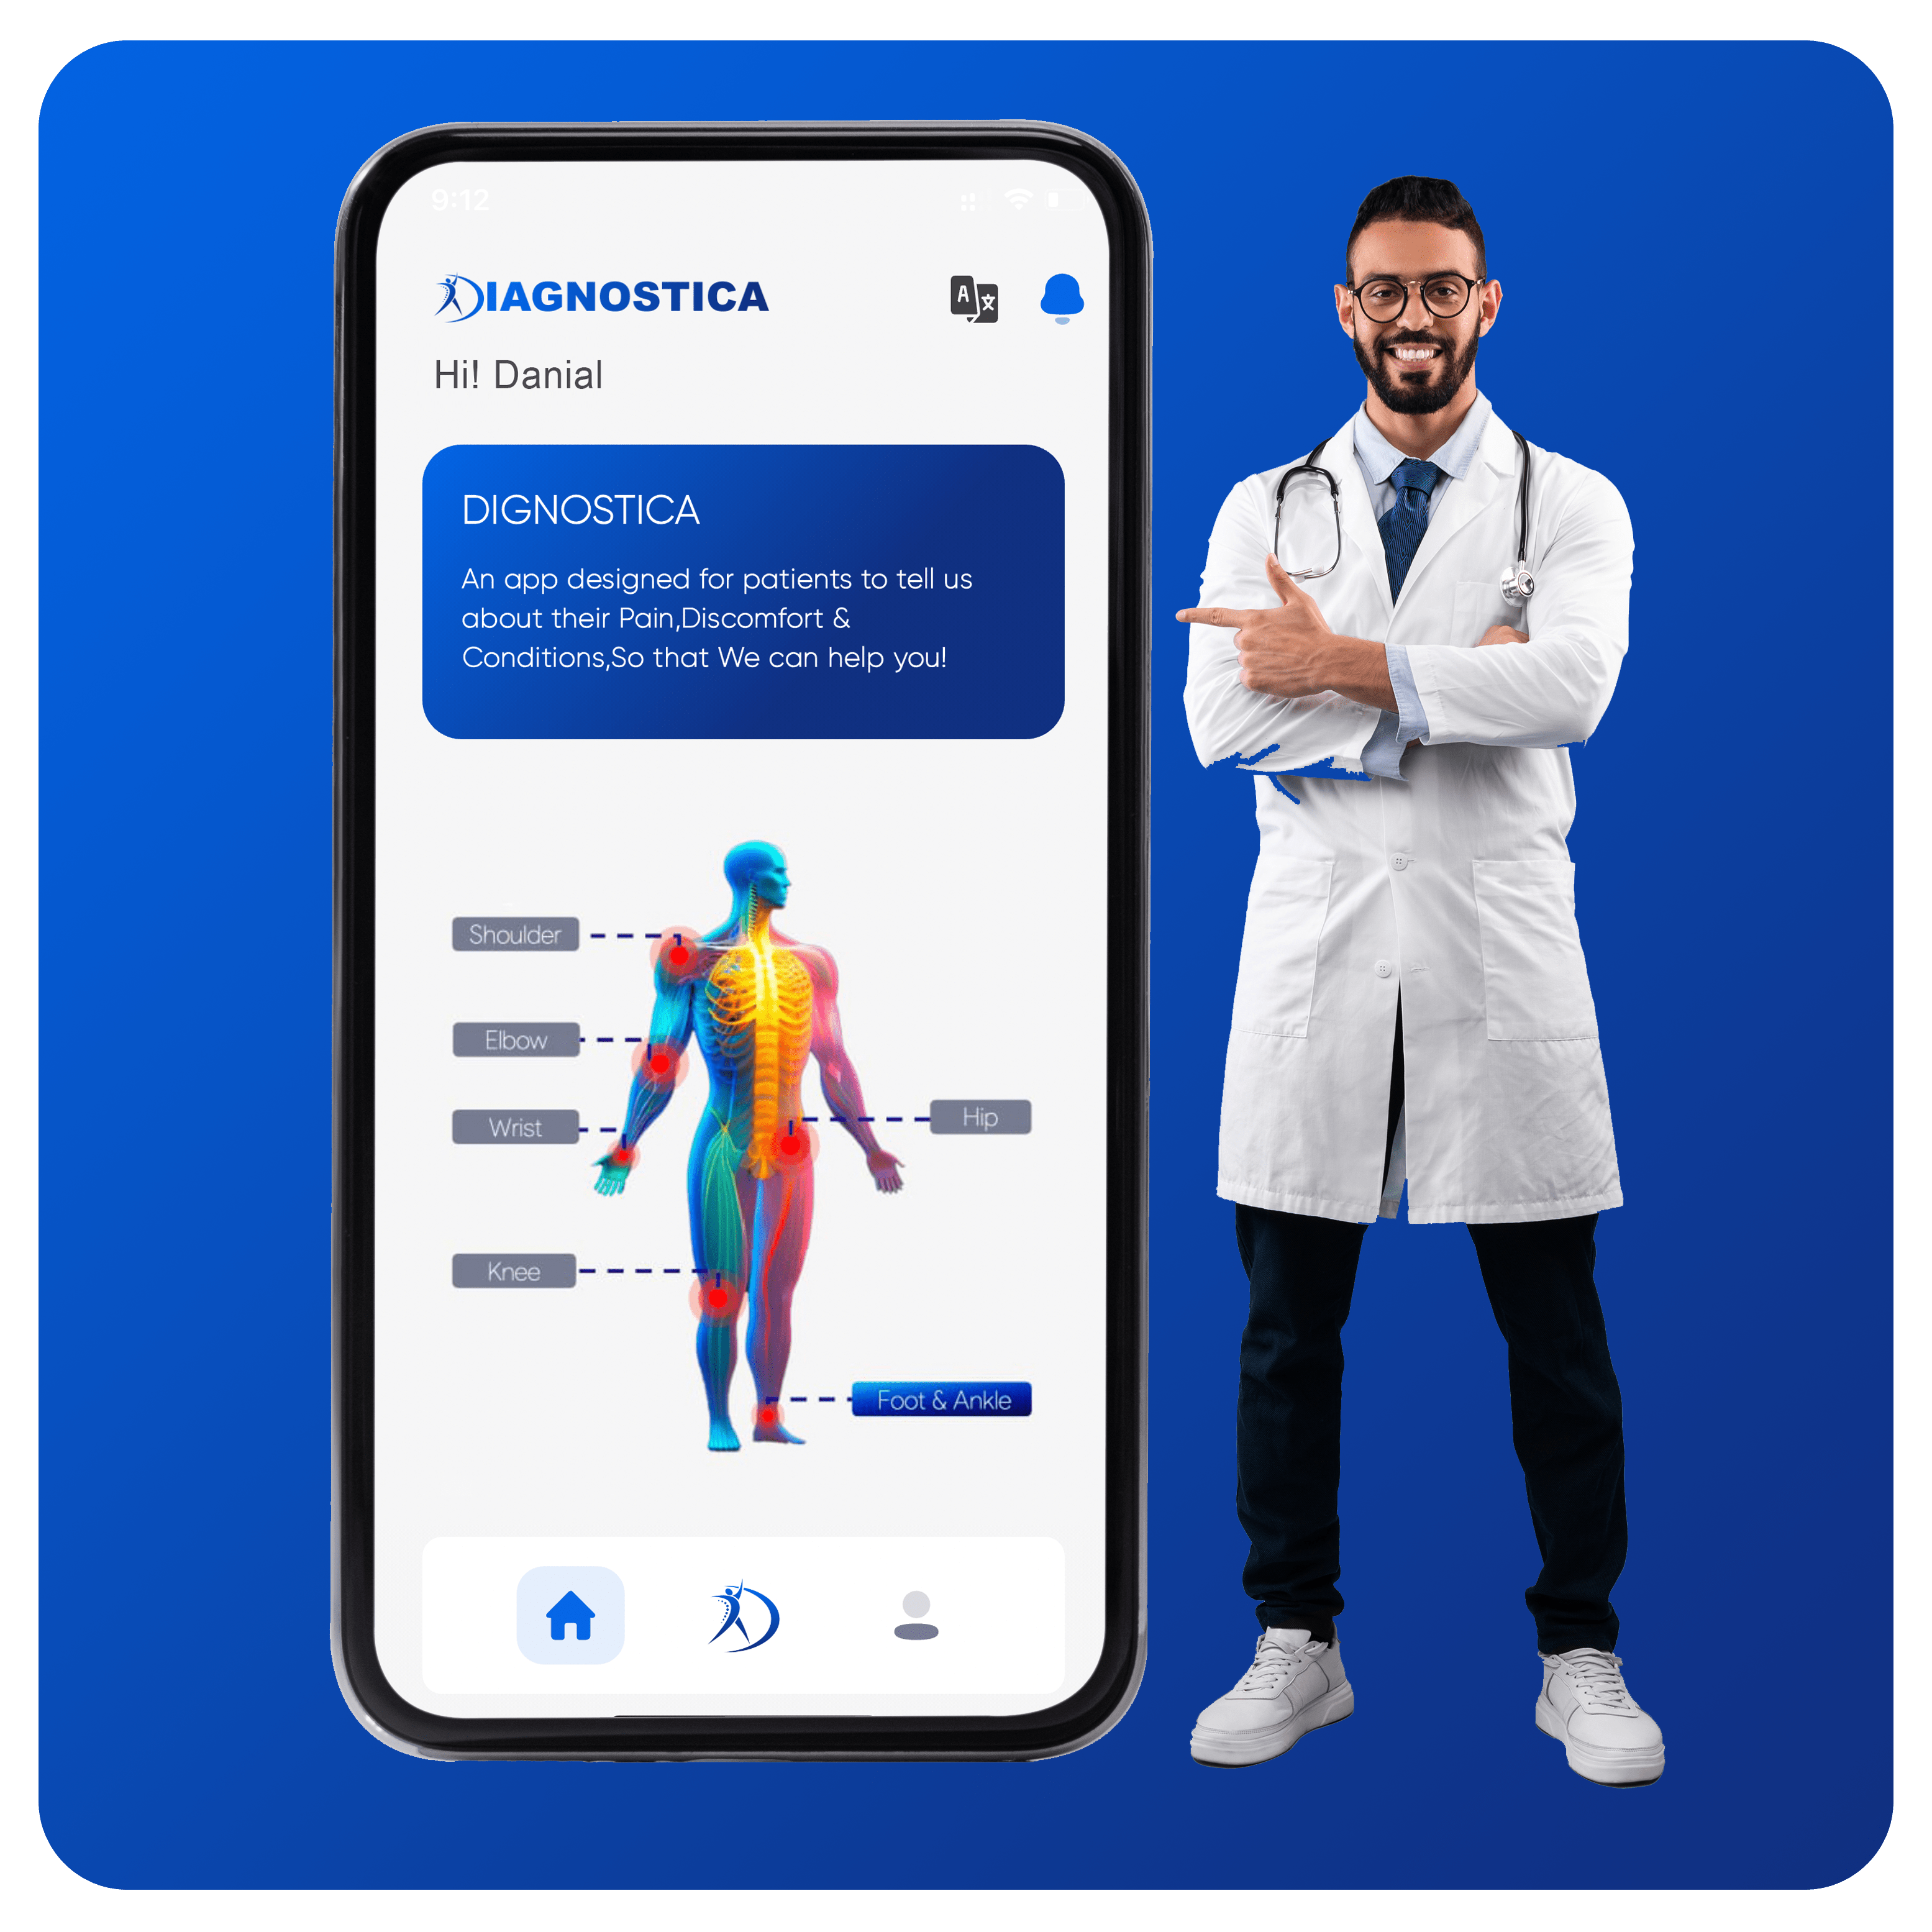 9:12
DIAGNOSTICA
A 文
Hi! Danial
DIGNOSTICA
An app designed for patients to tell us
about their Pain,Discomfort &
Conditions,So that We can help you!
Shoulder
Elbow
Wrist
Hip
Knee
Foot & Ankle